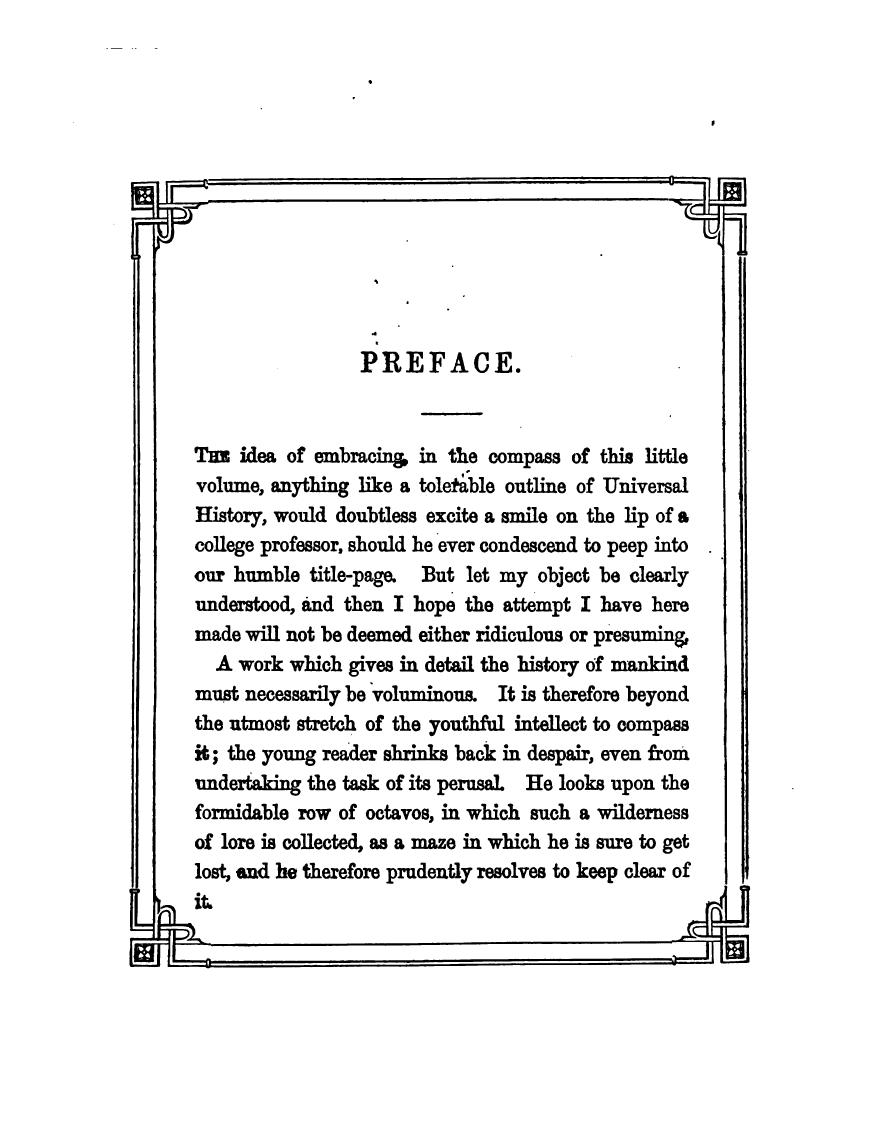 PREFACE.
THE idea of embracing, in the compass of this little
volume, anything like a tolerable outline of Universal
History, would doubtless excite a smile on the lip of a
college professor, should he ever condescend to peep into
our humble title-page. But let my object be clearly
understood, and then I hope the attempt I have here
made will not be deemed either ridiculous or presuming.
A work which gives in detail the history of mankind
must necessarily be voluminous. It is therefore beyond
the utmost stretch of the youthful intellect to compass
it; the young reader shrinks back in despair, even from
undertaking the task of its perusal. He looks upon the
formidable row of octavos, in which such a wilderness
of lore is collected, as a maze in which he is sure to get
lost, and he therefore prudently resolves to keep clear of
it.